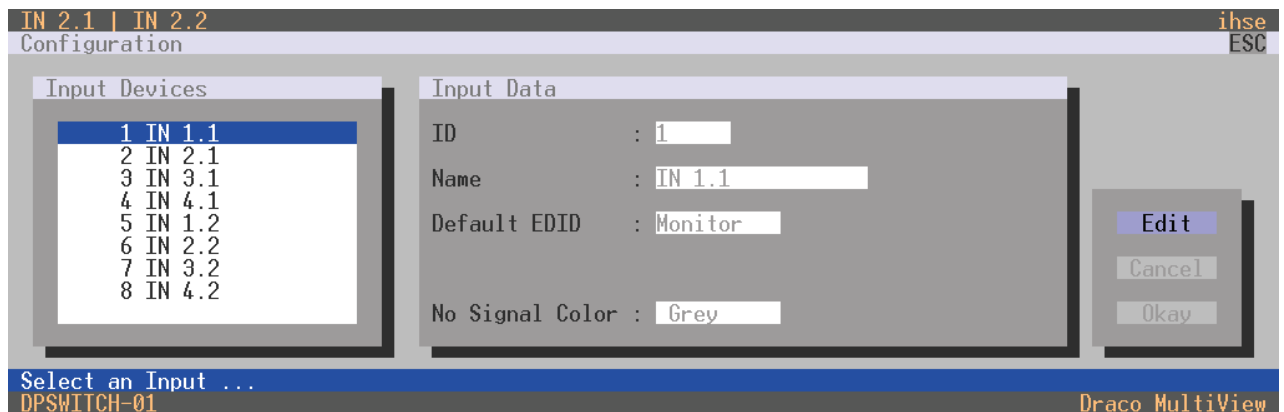 IN 2.1 | IN 2.2 ihse
Configuration ESC
Input Devices
1 IN 1.1
2 IN 2.1
3 IN 3.1
4 IN 4.1
5 IN 1.2
6 IN 2.2
7 IN 3.2
8 IN 4.2
Input Data
ID : 1
Name : IN 1.1
Default EDID : Monitor
No Signal Color : Grey
Edit
Cancel
Okay
Select an Input ...
DPSWITCH-01 Draco MultiView